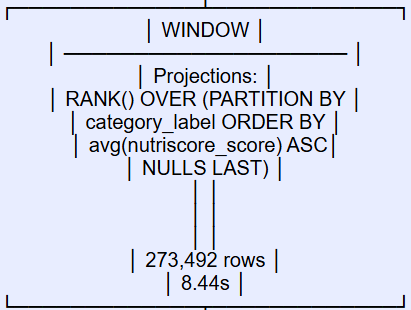 │ WINDOW │
│ ──────────────────── │
│ Projections: │
│ RANK() OVER (PARTITION BY │
│ category_label ORDER BY │
│ avg(nutriscore_score) ASC│
│ NULLS LAST) │
│ │
│ │
│ │
│ 273,492 rows │
│ 8.44s │